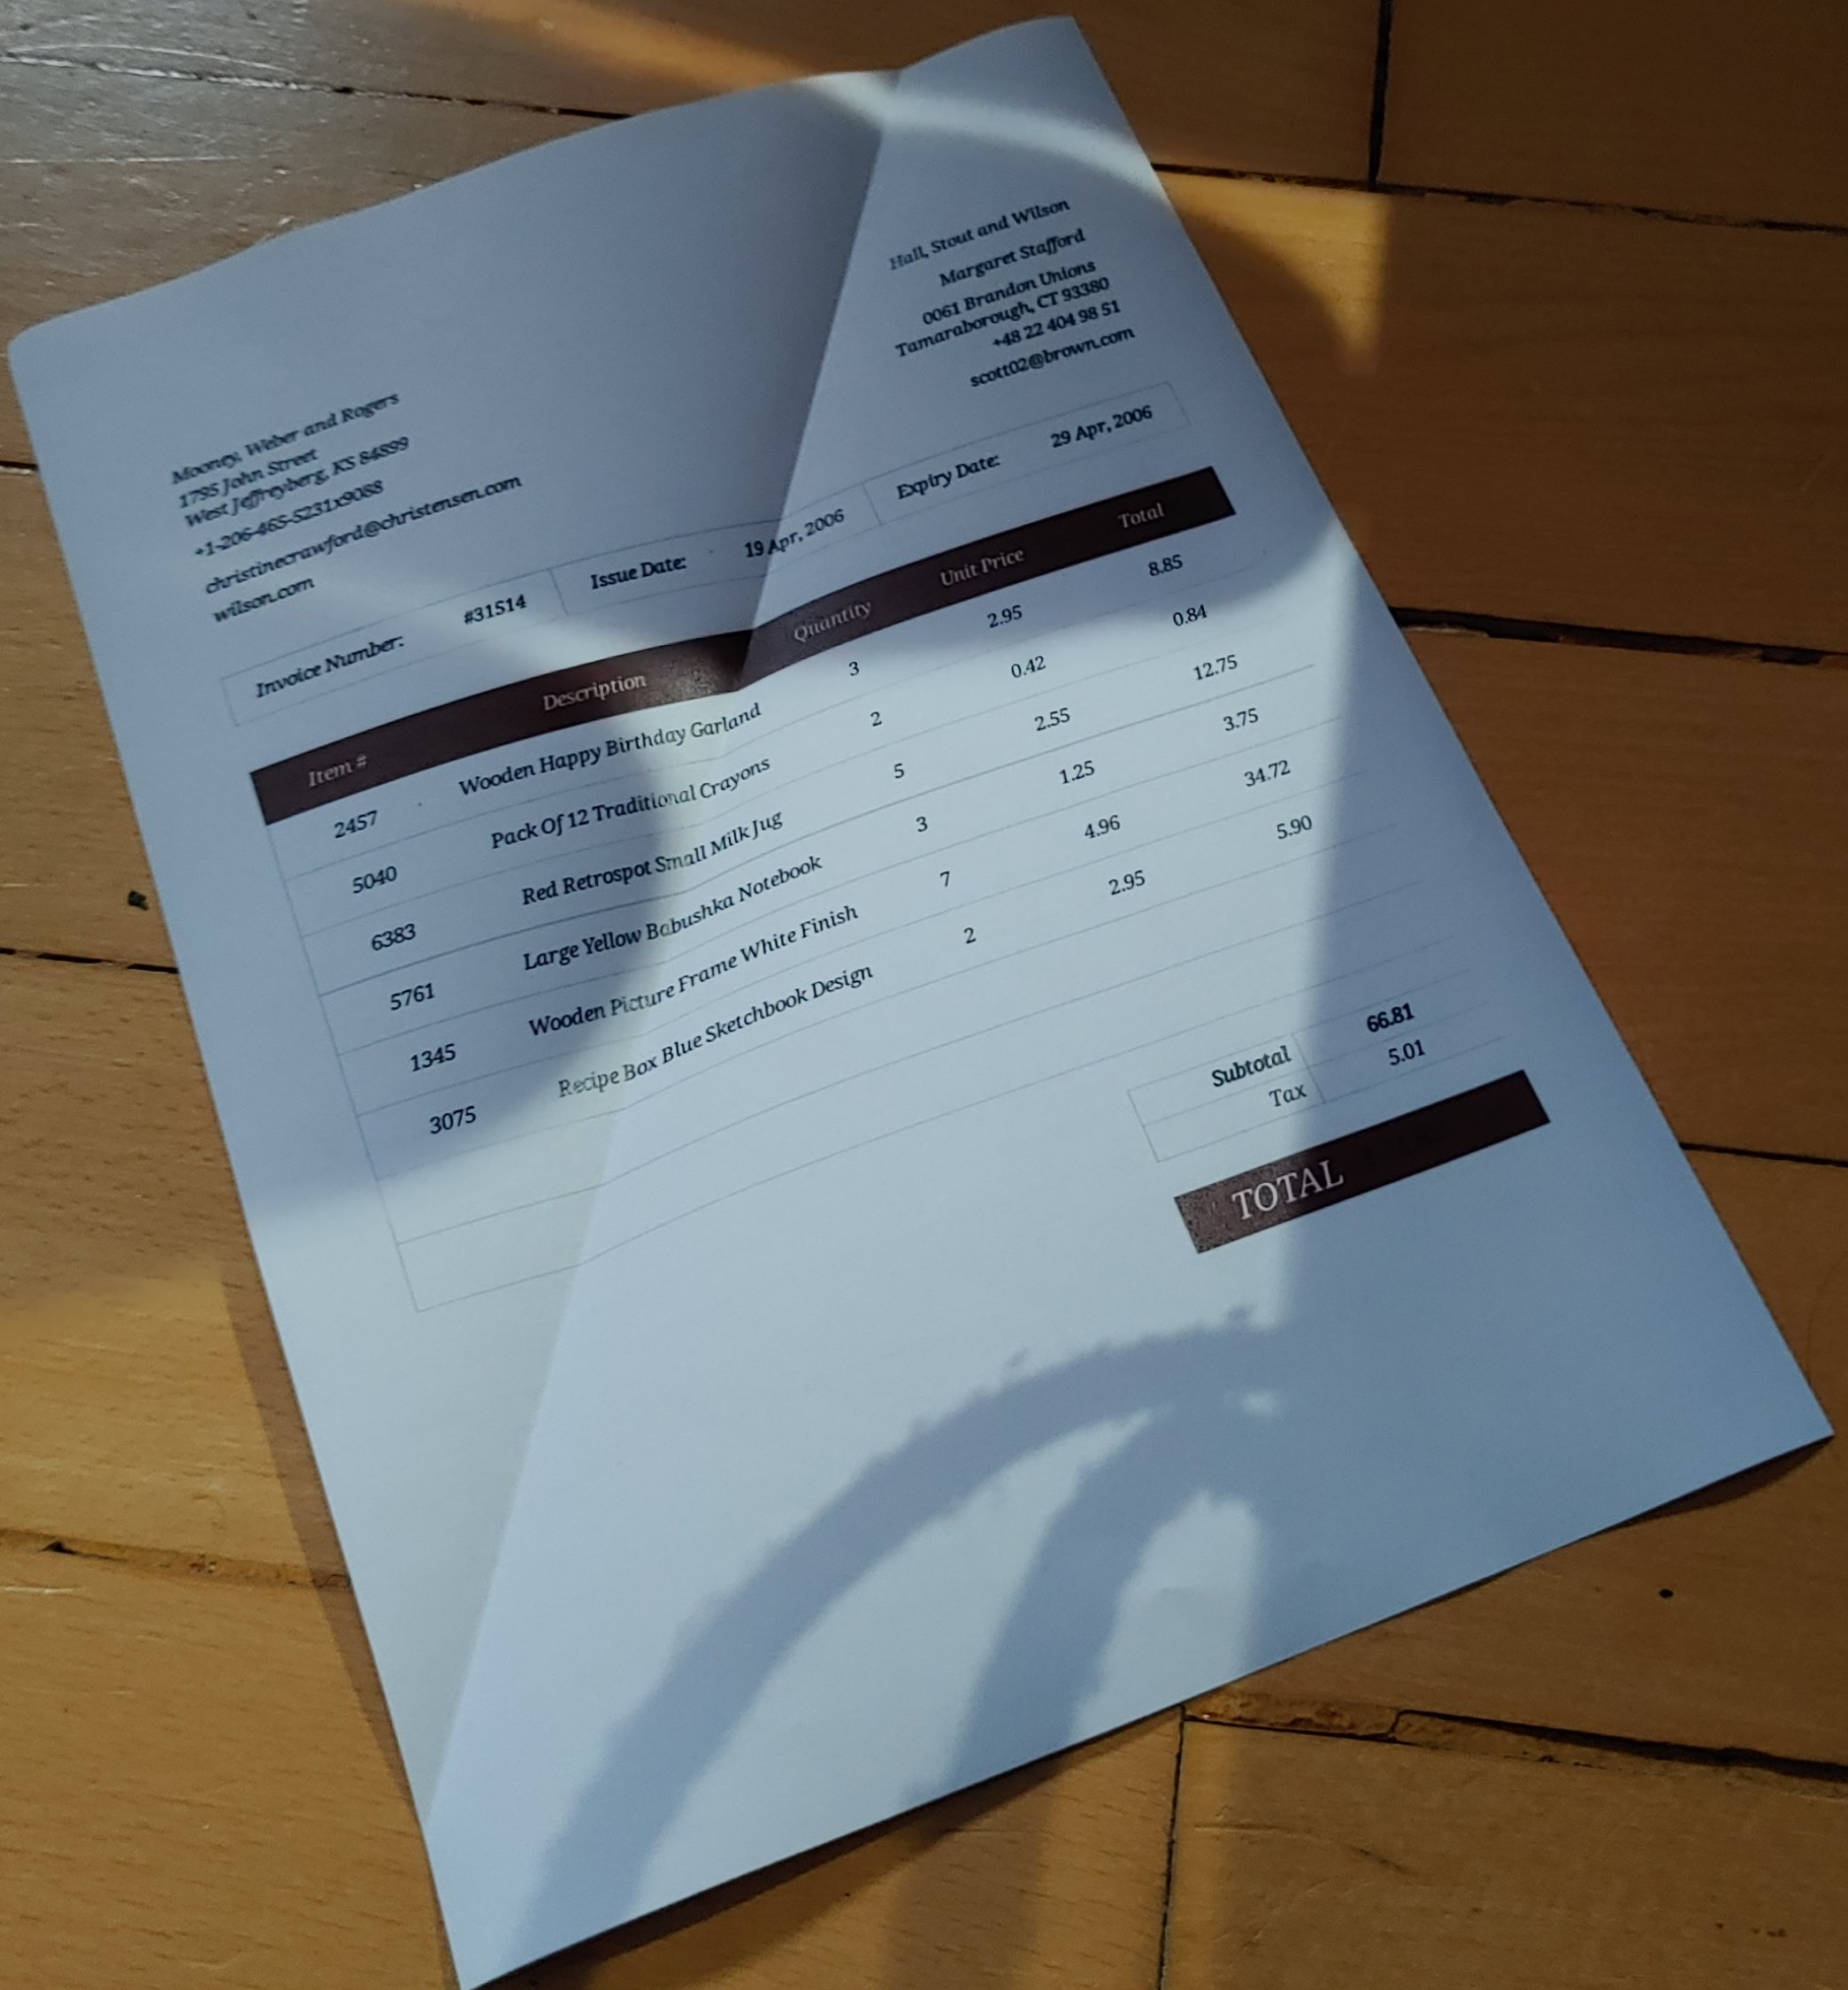 Hall, Stout and Wilson
Margaret Stafford
0061 Brandon Unions
Tamaraborough, CT 93380
+48 22 404 98 51
scott02@brown.com
Mooney, Weber and Rogers
1795 John Street
West Jeffreyberg, KS 84899
+1-206-465-5231x9088
christinecrawford@christensen.com
wilson.com
Invoice Number: #31514 Issue Date: 19 Apr, 2006 Expiry Date: 29 Apr, 2006
Item # Description Quantity Unit Price Total
2457 Wooden Happy Birthday Garland 3 2.95 8.85
5040 Pack Of 12 Traditional Crayons 2 0.42 0.84
6383 Red Retrospot Small Milk Jug 5 2.55 12.75
5761 Large Yellow Babushka Notebook 3 1.25 3.75
1345 Wooden Picture Frame White Finish 7 4.96 34.72
3075 Recipe Box Blue Sketchbook Design 2 2.95 5.90
Subtotal 66.81
Tax 5.01
TOTAL